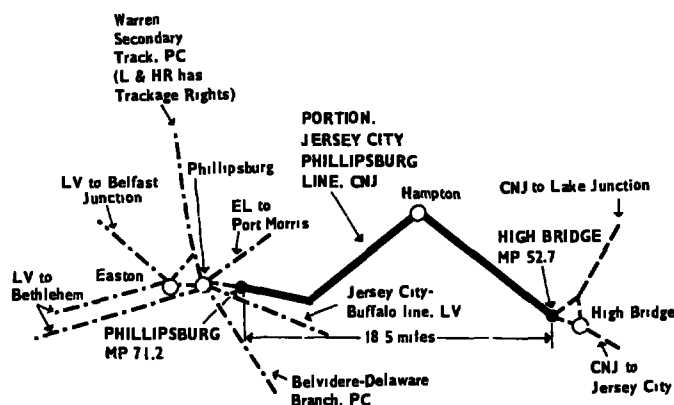 Warren
Secondary
Track, PC
(L & HR has
Trackage Rights)
PORTION,
JERSEY CITY
PHILLIPSBURG
LINE, CNJ
Phillipsburg
Hampton
CNJ to Lake Junction
LV to Belfast
Junction
EL to
Port Morris
HIGH BRIDGE
MP 52.7
Easton
LV to
Bethlehem
Jersey City-
Buffalo line, LV
High Bridge
PHILLIPSBURG
MP 71.2
18 5 miles
CNJ to
Jersey City
Belvidere-Delaware
Branch, PC